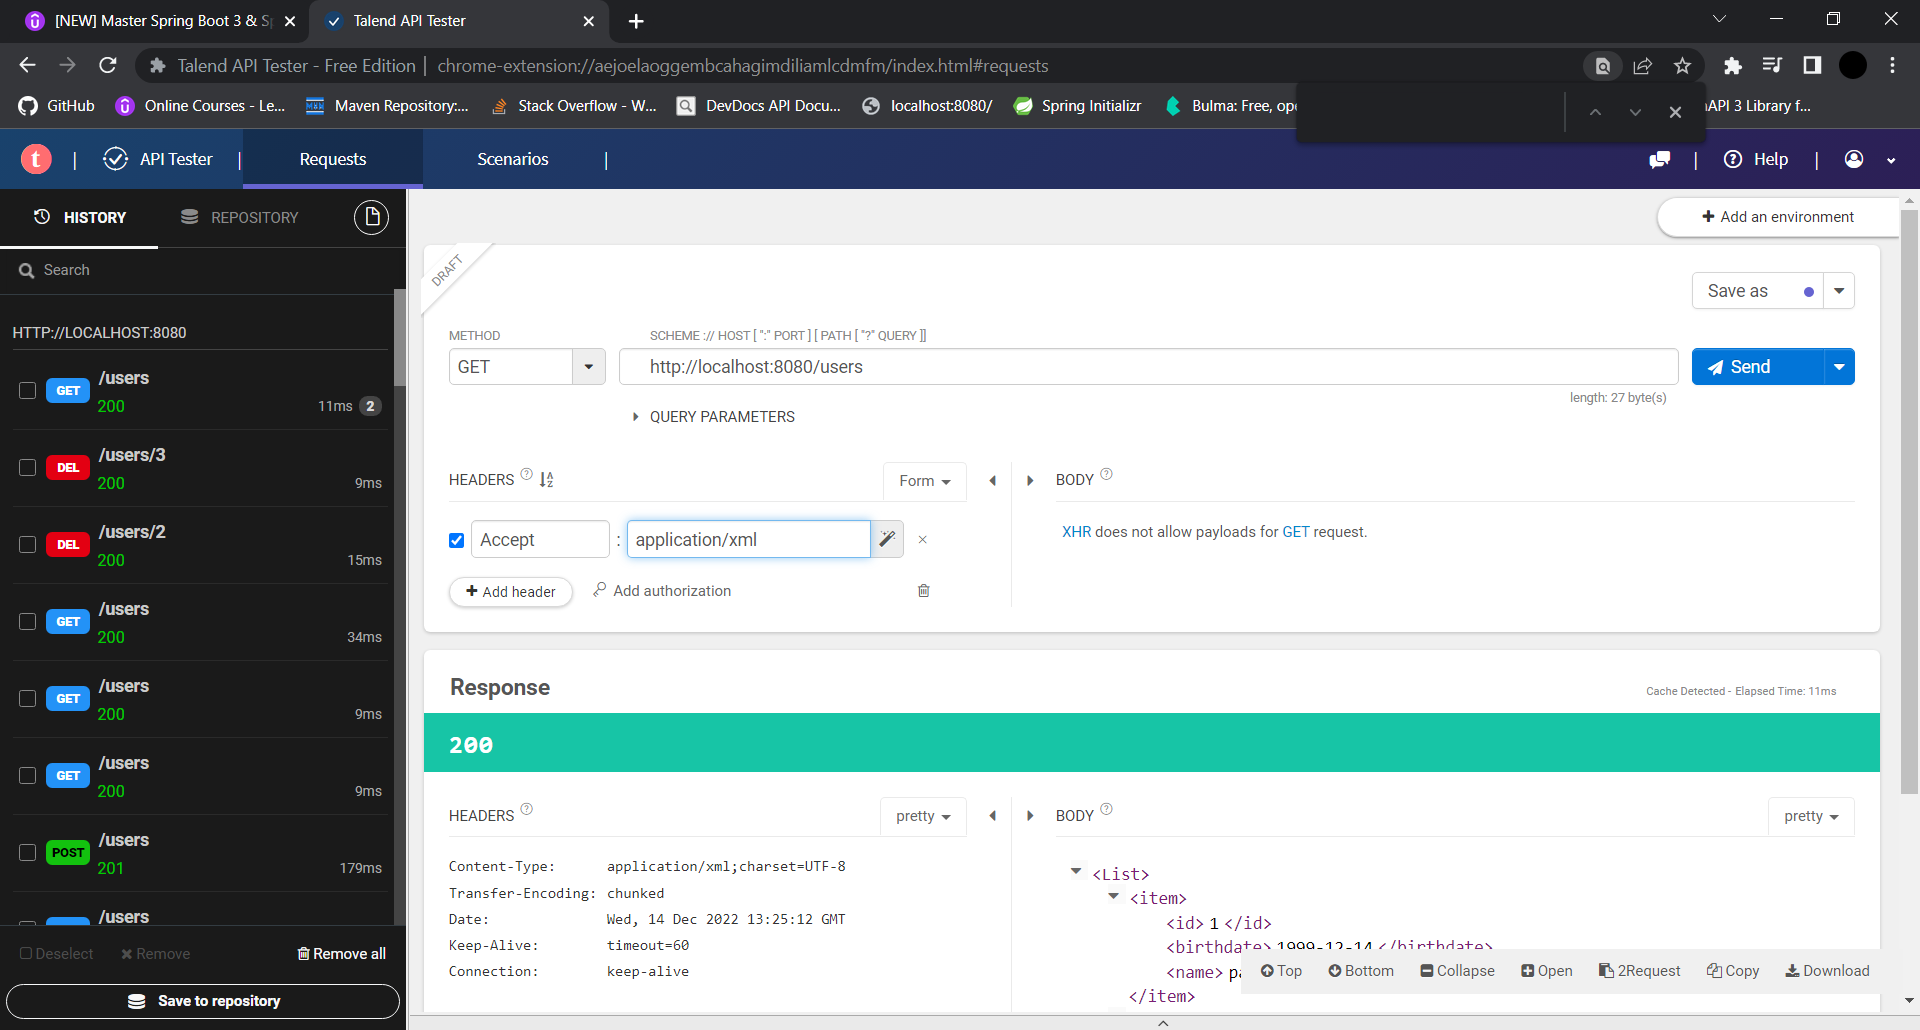 [NEW] Master Spring Boot 3 & Sp
Talend API Tester
Talend API Tester - Free Edition | chrome-extension://aejoelaoggembcahagimdiliamlcdmfm/index.html#requests
GitHub
Online Courses - Le...
Maven Repository:...
Stack Overflow - W...
DevDocs API Docu...
localhost:8080/
Spring Initializr
Bulma: Free, ope
API 3 Library f...
t
API Tester
Requests
Scenarios
Help
HISTORY
REPOSITORY
Search
HTTP://LOCALHOST:8080
GET /users
200 11ms 2
DEL /users/3
200 9ms
DEL /users/2
200 15ms
GET /users
200 34ms
GET /users
200 9ms
GET /users
200 9ms
POST /users
201 179ms
/users
Deselect
Remove
Remove all
Save to repository
Add an environment
DRAFT
Save as
METHOD
SCHEME :// HOST [ ":" PORT ] [ PATH [ "?" QUERY ]]
GET
http://localhost:8080/users
Send
length: 27 byte(s)
QUERY PARAMETERS
HEADERS ?
Form
BODY ?
Accept : application/xml
XHR does not allow payloads for GET request.
Add header
Add authorization
Response
Cache Detected - Elapsed Time: 11ms
200
HEADERS ?
pretty
BODY ?
pretty
Content-Type: application/xml;charset=UTF-8
Transfer-Encoding: chunked
Date: Wed, 14 Dec 2022 13:25:12 GMT
Keep-Alive: timeout=60
Connection: keep-alive
<List>
<item>
<id> 1 </id>
<birthdate> 1999-12-14 </birthdate>
<name>
</item>
Top
Bottom
Collapse
Open
2Request
Copy
Download